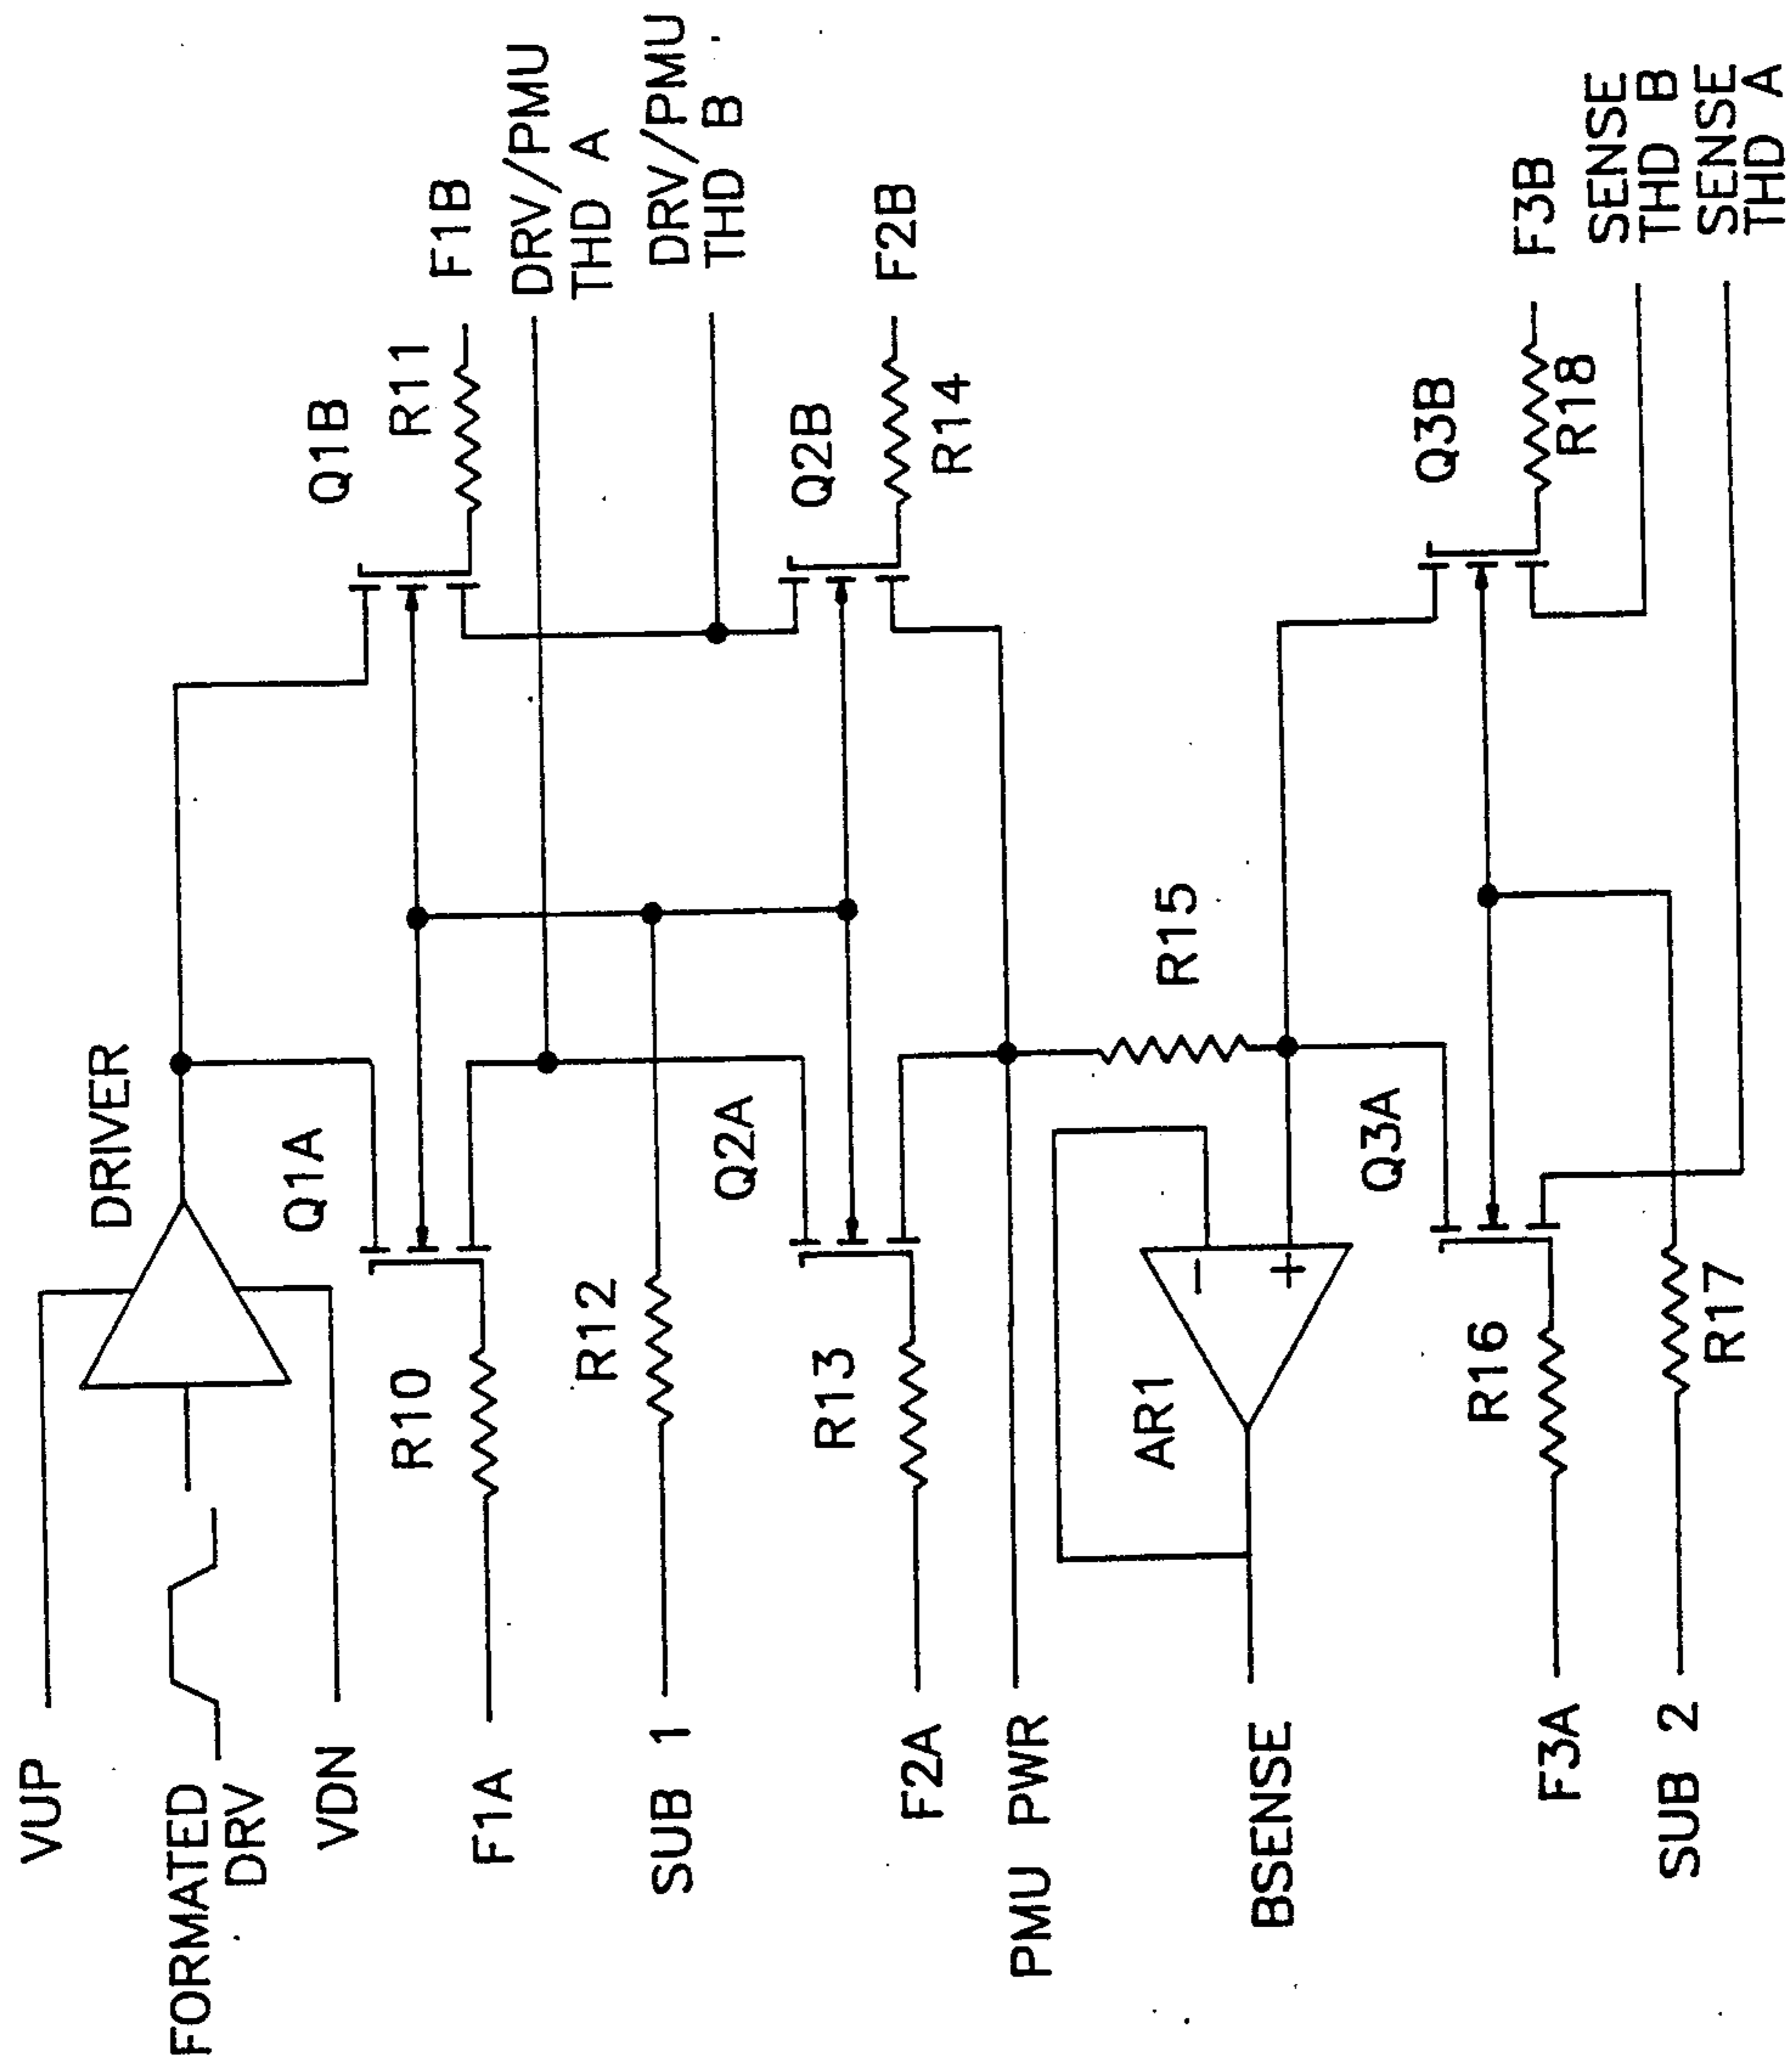 VUP
FORMATED
DRV
VDN
F1A
SUB 1
F2A
PMU PWR
BSENSE
F3A
SUB 2
DRIVER
Q1A
R10
R12
Q2A
R13
R15
AR1
-
+
Q3A
R16
R17
Q1B
R11
F1B
DRV/PMU
THD A
DRV/PMU
THD B
Q2B
R14
F2B
Q3B
R18
F3B
SENSE
THD B
SENSE
THD A